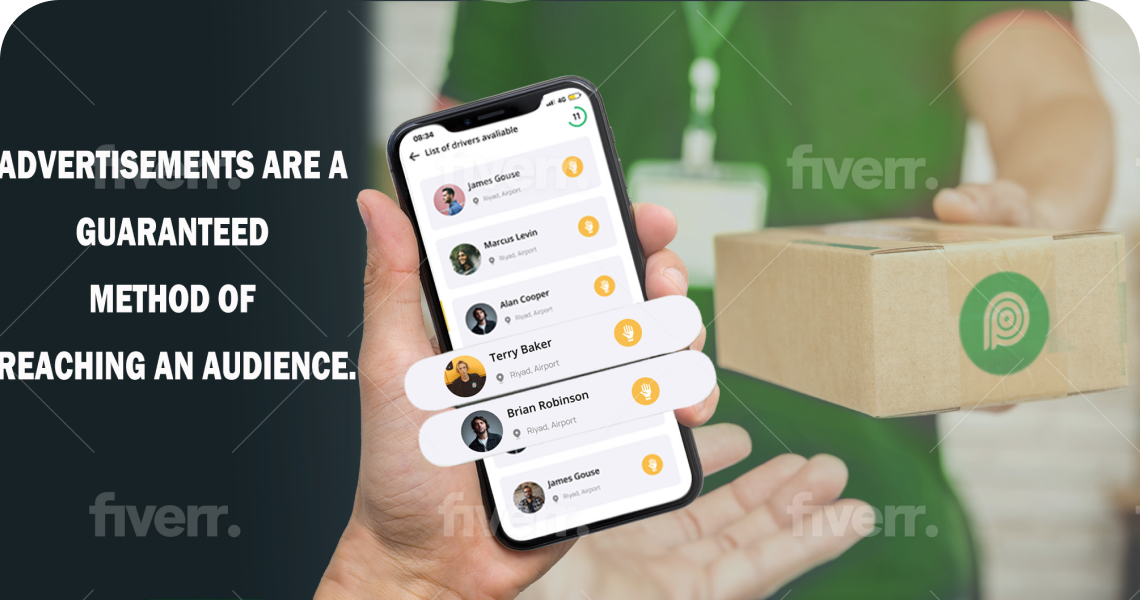 ADVERTISEMENTS ARE A
GUARANTEED
METHOD OF
REACHING AN AUDIENCE.
08:34
4G
List of drivers avaliable
11
James Gouse
Riyad, Airport
Marcus Levin
Riyad, Airport
Alan Cooper
Riyad, Airport
Terry Baker
Riyad, Airport
Brian Robinson
Riyad, Airport
James Gouse
Riyad, Airport
fiverr.
fiverr.
fiverr.
fiverr.
fiverr.
fiverr.